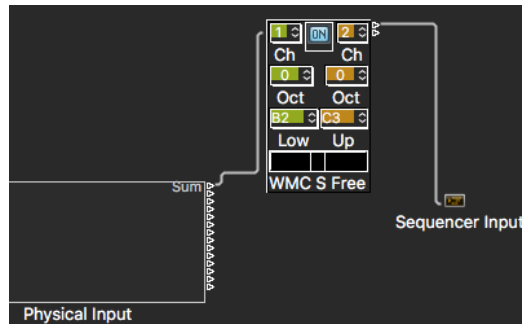 1 ON 2
Ch Ch
0 0
Oct Oct
B2 C3
Low Up
WMC S Free
Sum
Sequencer Input
Physical Input